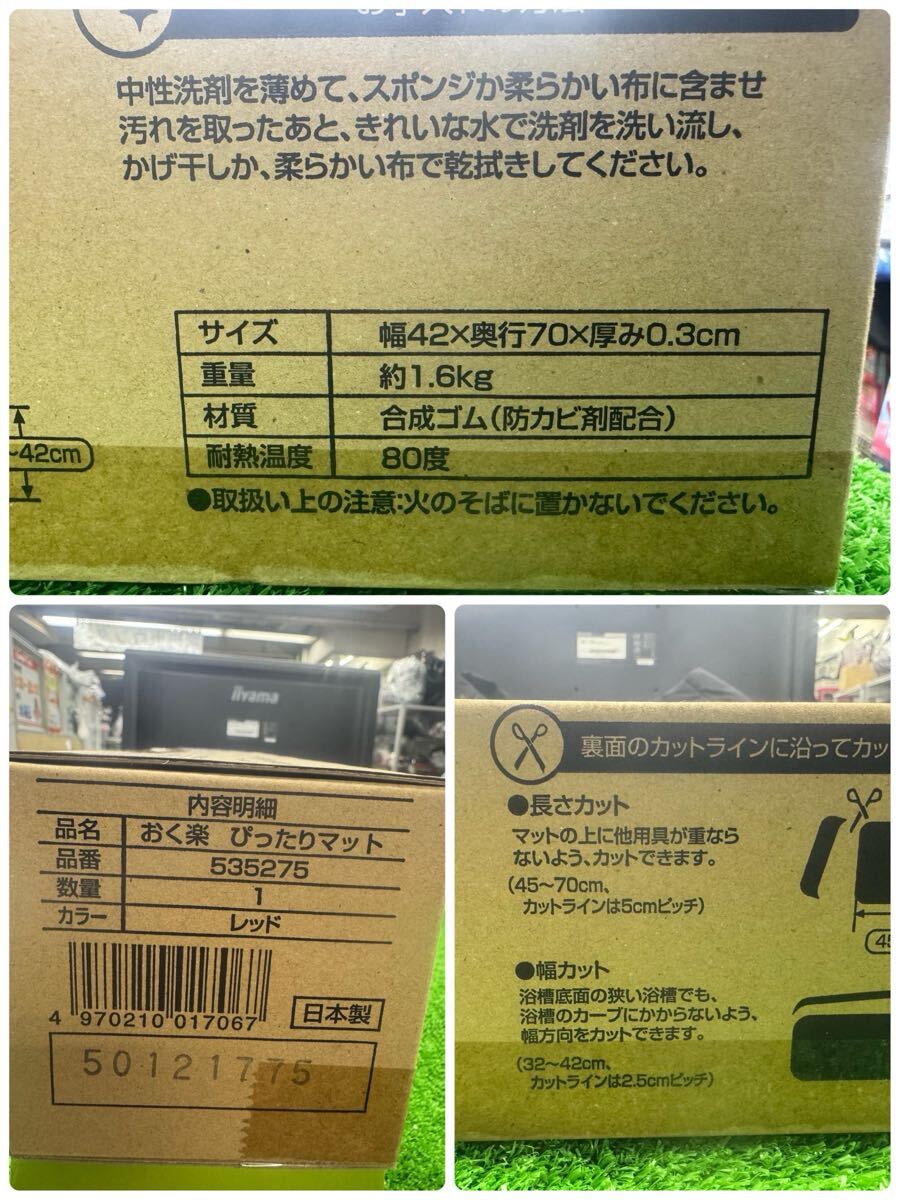 お手入れの方法
中性洗剤を薄めて、スポンジか柔らかい布に含ませ
汚れを取ったあと、きれいな水で洗剤を洗い流し、
かげ干しか、柔らかい布で乾拭きしてください。
サイズ 幅42×奥行70×厚み0.3cm
重量 約1.6kg
材質 合成ゴム(防カビ剤配合)
耐熱温度 80度
~42cm
●取扱い上の注意:火のそばに置かないでください。
iiyama
内容明細
品名 おく楽 ぴったりマット
品番 535275
数量 1
カラー レッド
4 970210 017067
日本製
50121775
裏面のカットラインに沿ってカッ
●長さカット
マットの上に他用具が重なら
ないよう、カットできます。
(45~70cm、
カットラインは5cmピッチ)
45
●幅カット
浴槽底面の狭い浴槽でも、
浴槽のカーブにかからないよう、
幅方向をカットできます。
(32~42cm、
カットラインは2.5cmピッチ)